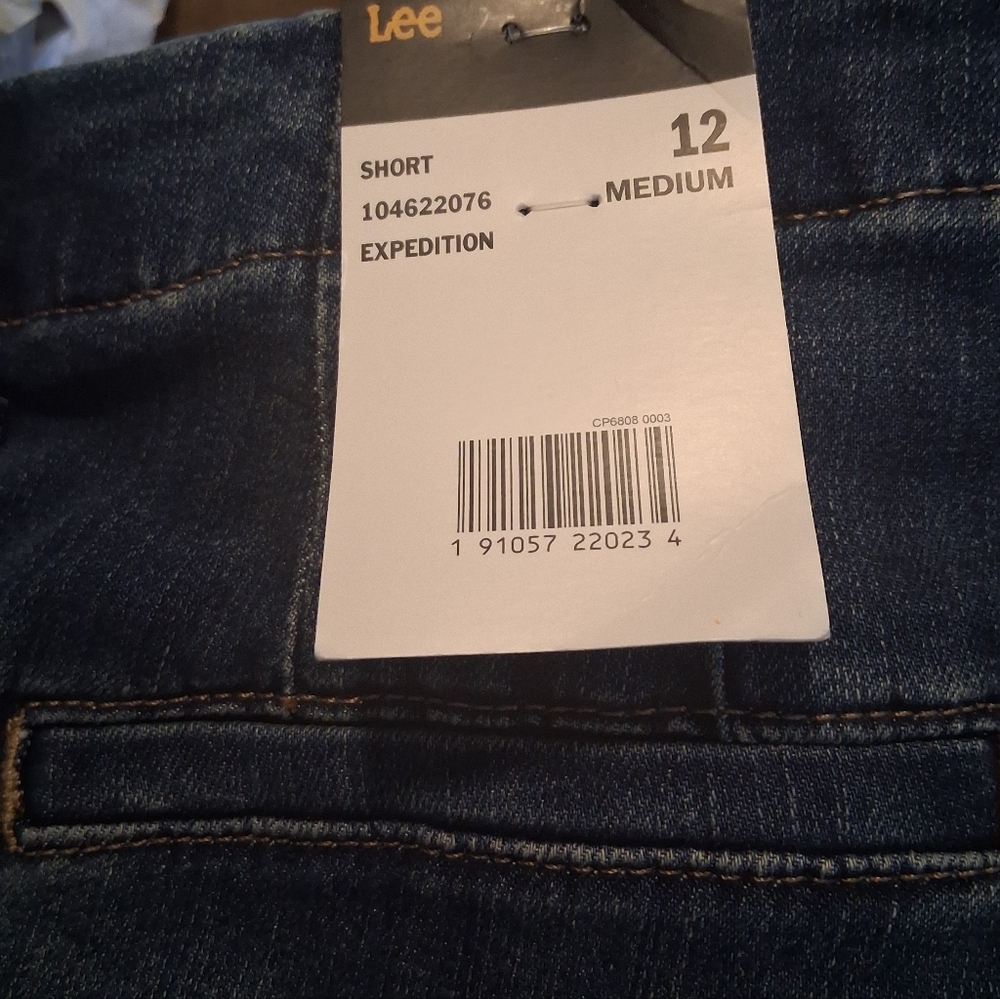 Lee
12
SHORT
MEDIUM
104622076
EXPEDITION
CP6808 0003
1 91057 22023 4